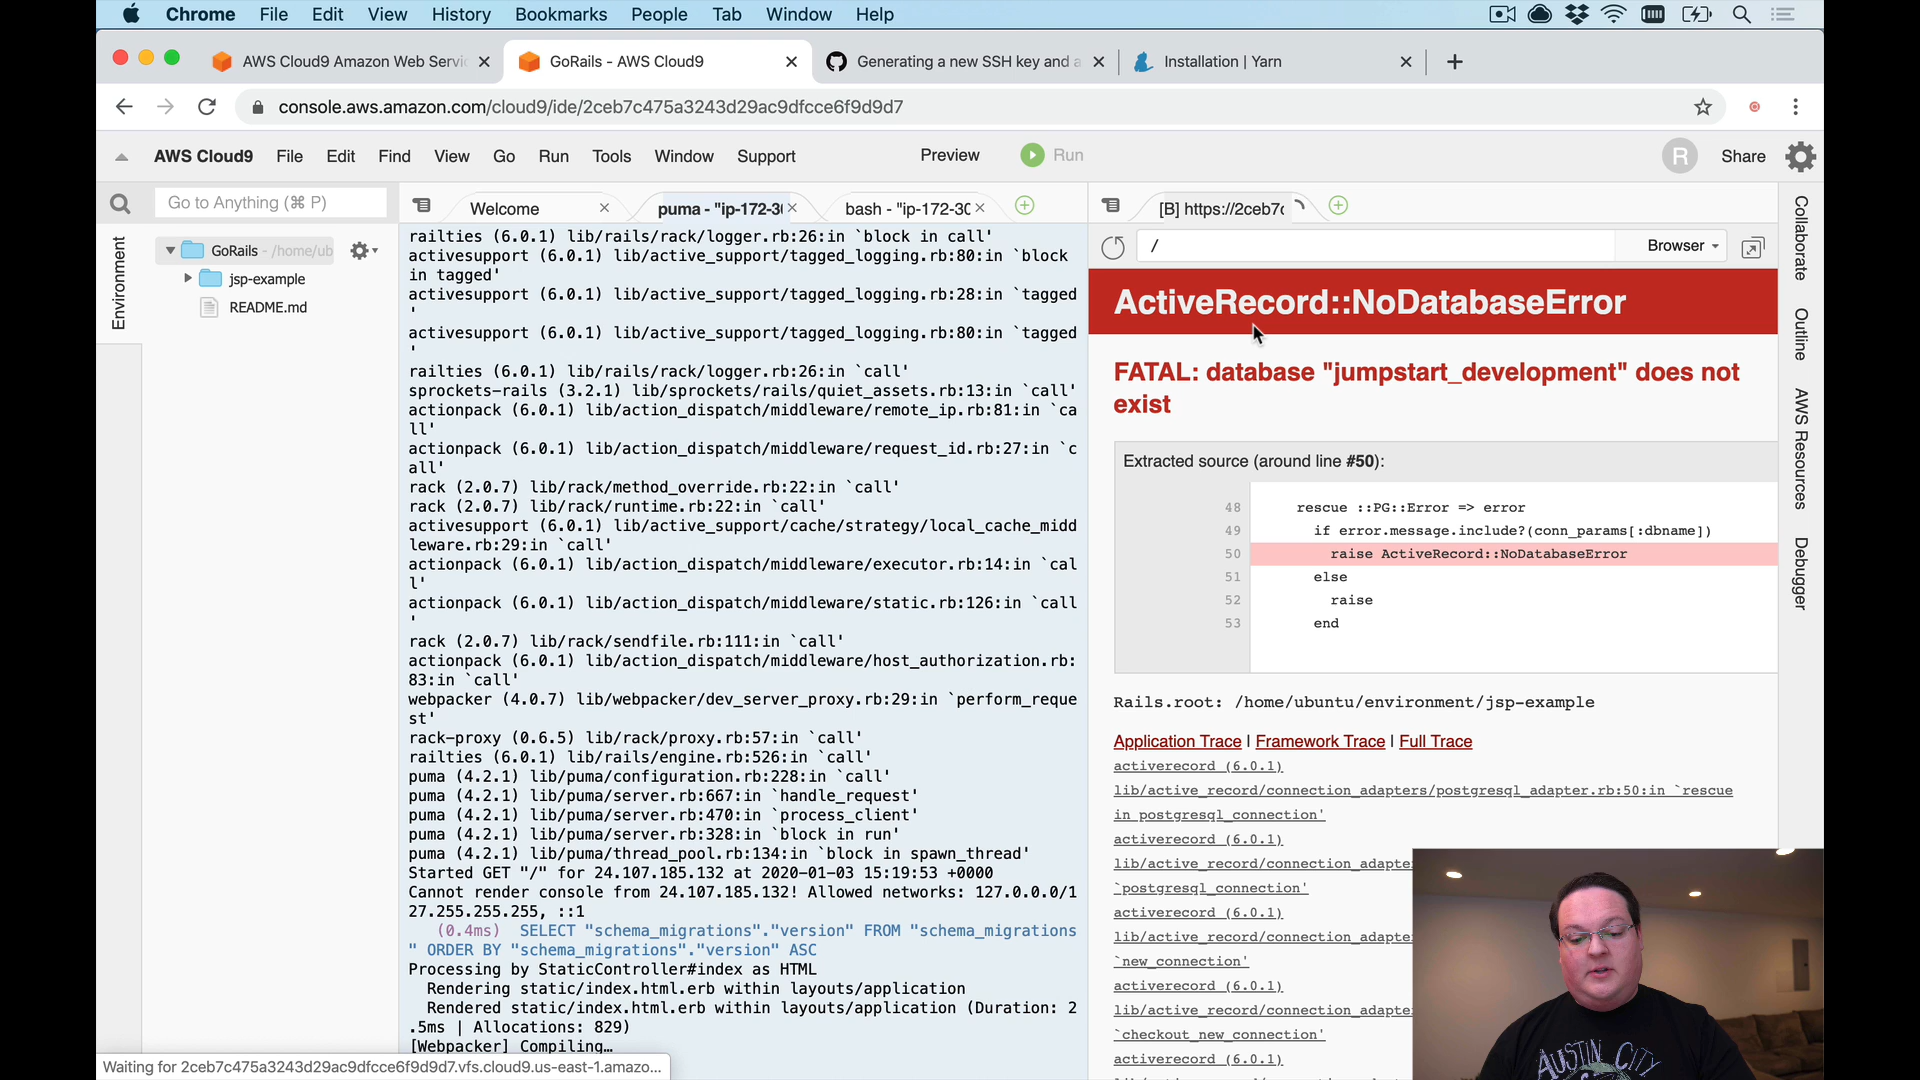 Chrome File Edit View History Bookmarks People Tab Window Help
AWS Cloud9 Amazon Web Servi
GoRails - AWS Cloud9
Generating a new SSH key and a
Installation | Yarn
console.aws.amazon.com/cloud9/ide/2ceb7c475a3243d29ac9dfcce6f9d9d7
AWS Cloud9 File Edit Find View Go Run Tools Window Support Preview Run R Share
Go to Anything (⌘ P)
Welcome
puma - "ip-172-30
bash - "ip-172-30
[B] https://2ceb7c
Environment
GoRails - /home/ub
jsp-example
README.md
railties (6.0.1) lib/rails/rack/logger.rb:26:in `block in call'
activesupport (6.0.1) lib/active_support/tagged_logging.rb:80:in `block
in tagged'
activesupport (6.0.1) lib/active_support/tagged_logging.rb:28:in `tagged
'
activesupport (6.0.1) lib/active_support/tagged_logging.rb:80:in `tagged
'
railties (6.0.1) lib/rails/rack/logger.rb:26:in `call'
sprockets-rails (3.2.1) lib/sprockets/rails/quiet_assets.rb:13:in `call'
actionpack (6.0.1) lib/action_dispatch/middleware/remote_ip.rb:81:in `ca
ll'
actionpack (6.0.1) lib/action_dispatch/middleware/request_id.rb:27:in `c
all'
rack (2.0.7) lib/rack/method_override.rb:22:in `call'
rack (2.0.7) lib/rack/runtime.rb:22:in `call'
activesupport (6.0.1) lib/active_support/cache/strategy/local_cache_midd
leware.rb:29:in `call'
actionpack (6.0.1) lib/action_dispatch/middleware/executor.rb:14:in `cal
l'
actionpack (6.0.1) lib/action_dispatch/middleware/static.rb:126:in `call
'
rack (2.0.7) lib/rack/sendfile.rb:111:in `call'
actionpack (6.0.1) lib/action_dispatch/middleware/host_authorization.rb:
83:in `call'
webpacker (4.0.7) lib/webpacker/dev_server_proxy.rb:29:in `perform_reque
st'
rack-proxy (0.6.5) lib/rack/proxy.rb:57:in `call'
railties (6.0.1) lib/rails/engine.rb:526:in `call'
puma (4.2.1) lib/puma/configuration.rb:228:in `call'
puma (4.2.1) lib/puma/server.rb:667:in `handle_request'
puma (4.2.1) lib/puma/server.rb:470:in `process_client'
puma (4.2.1) lib/puma/server.rb:328:in `block in run'
puma (4.2.1) lib/puma/thread_pool.rb:134:in `block in spawn_thread'
Started GET "/" for 24.107.185.132 at 2020-01-03 15:19:53 +0000
Cannot render console from 24.107.185.132! Allowed networks: 127.0.0.0/1
27.255.255.255, ::1
(0.4ms) SELECT "schema_migrations"."version" FROM "schema_migrations
" ORDER BY "schema_migrations"."version" ASC
Processing by StaticController#index as HTML
Rendering static/index.html.erb within layouts/application
Rendered static/index.html.erb within layouts/application (Duration: 2
.5ms | Allocations: 829)
[Webpacker] Compiling…
Waiting for 2ceb7c475a3243d29ac9dfcce6f9d9d7.vfs.cloud9.us-east-1.amazo...
/
Browser
ActiveRecord::NoDatabaseError
FATAL: database "jumpstart_development" does not
exist
Extracted source (around line #50):
48 rescue ::PG::Error => error
49 if error.message.include?(conn_params[:dbname])
50 raise ActiveRecord::NoDatabaseError
51 else
52 raise
53 end
Rails.root: /home/ubuntu/environment/jsp-example
Application Trace | Framework Trace | Full Trace
activerecord (6.0.1)
lib/active_record/connection_adapters/postgresql_adapter.rb:50:in `rescue
in postgresql_connection'
activerecord (6.0.1)
lib/active_record/connection_adapte
`postgresql_connection'
activerecord (6.0.1)
lib/active_record/connection_adapte
`new_connection'
activerecord (6.0.1)
lib/active_record/connection_adapte
`checkout_new_connection'
activerecord (6.0.1)
Collaborate
Outline
AWS Resources
Debugger
AUSTIN CITY